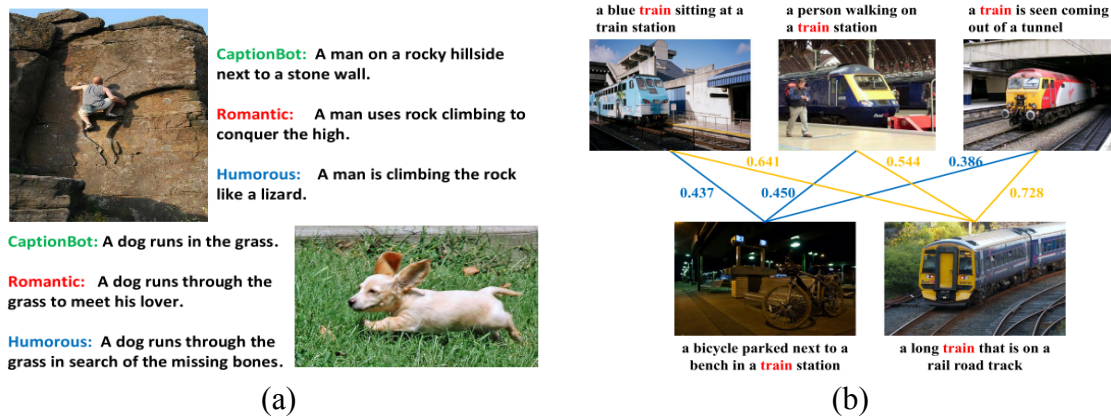 CaptionBot: A man on a rocky hillside
next to a stone wall.
Romantic: A man uses rock climbing to
conquer the high.
Humorous: A man is climbing the rock
like a lizard.
CaptionBot: A dog runs in the grass.
Romantic: A dog runs through the
grass to meet his lover.
Humorous: A dog runs through the
grass in search of the missing bones.
(a)
a blue train sitting at a
train station
a person walking on
a train station
a train is seen coming
out of a tunnel
0.641
0.544
0.386
0.437
0.450
0.728
a bicycle parked next to a
bench in a train station
a long train that is on a
rail road track
(b)